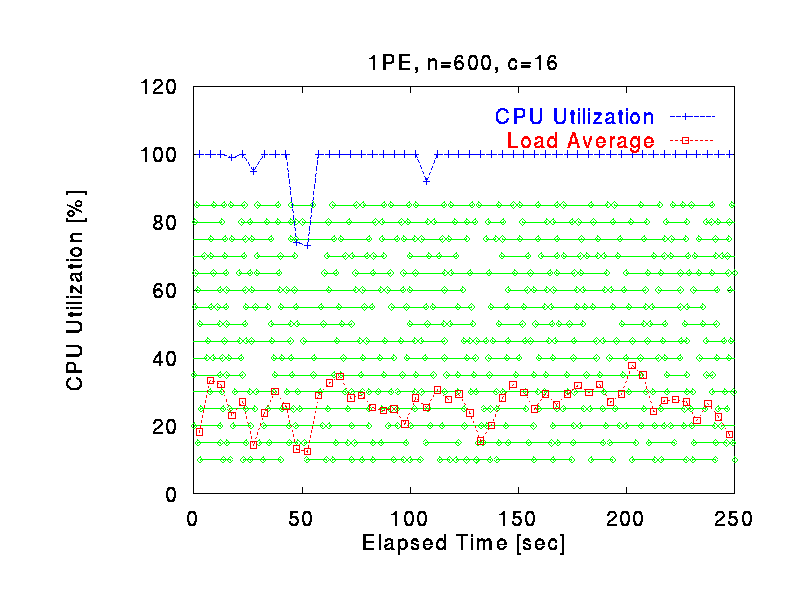 1PE, n=600, c=16
120
CPU Utilization
Load Average
100
80
60
40
20
0
CPU Utilization [%]
0 50 100 150 200 250
Elapsed Time [sec]